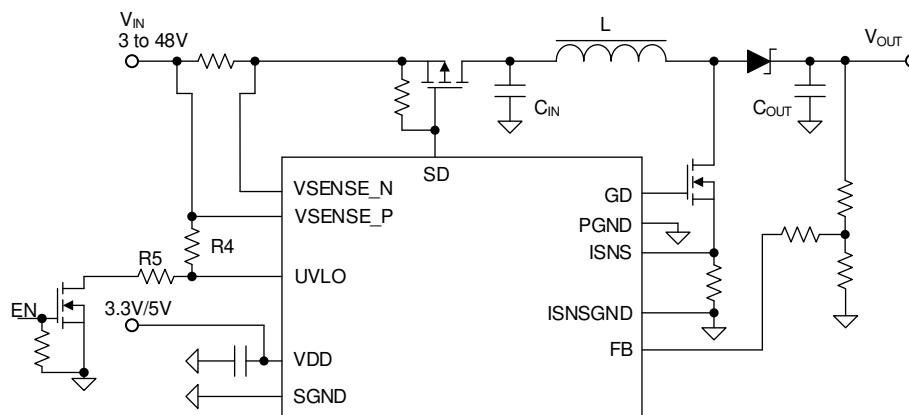 VIN
3 to 48V
L
VOUT
CIN
COUT
SD
VSENSE_N
GD
VSENSE_P
PGND
R4
ISNS
R5
UVLO
EN
3.3V/5V
ISNSGND
VDD
FB
SGND